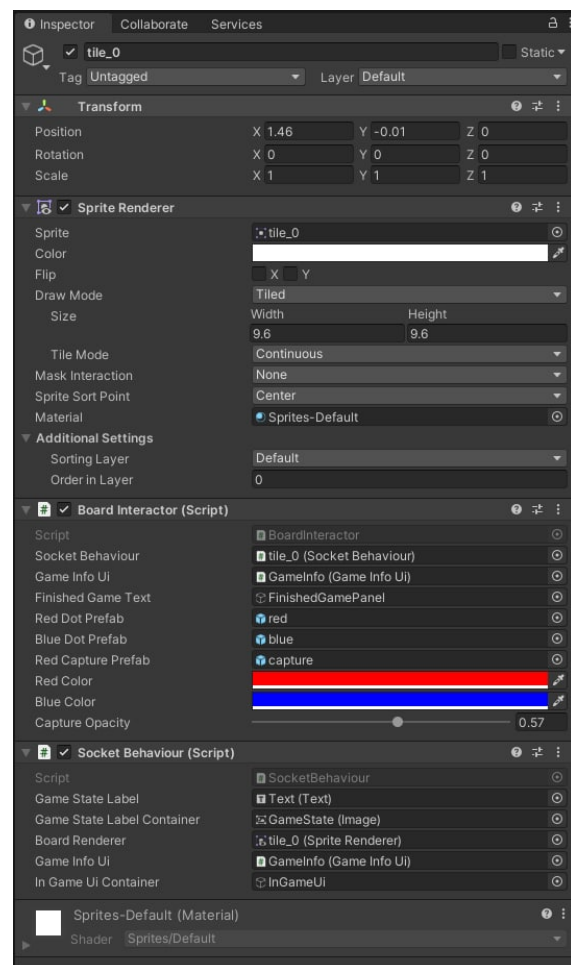 Inspector Collaborate Services
tile_0 Static
Tag Untagged Layer Default
Transform
Position X 1.46 Y -0.01 Z 0
Rotation X 0 Y 0 Z 0
Scale X 1 Y 1 Z 1
Sprite Renderer
Sprite tile_0
Color
Flip X Y
Draw Mode Tiled
Size Width Height
9.6 9.6
Tile Mode Continuous
Mask Interaction None
Sprite Sort Point Center
Material Sprites-Default
Additional Settings
Sorting Layer Default
Order in Layer 0
# Board Interactor (Script)
Script BoardInteractor
Socket Behaviour tile_0 (Socket Behaviour)
Game Info Ui GameInfo (Game Info Ui)
Finished Game Text FinishedGamePanel
Red Dot Prefab red
Blue Dot Prefab blue
Red Capture Prefab capture
Red Color
Blue Color
Capture Opacity 0.57
# Socket Behaviour (Script)
Script SocketBehaviour
Game State Label Text (Text)
Game State Label Container GameState (Image)
Board Renderer tile_0 (Sprite Renderer)
Game Info Ui GameInfo (Game Info Ui)
In Game Ui Container InGameUi
Sprites-Default (Material)
Shader Sprites/Default